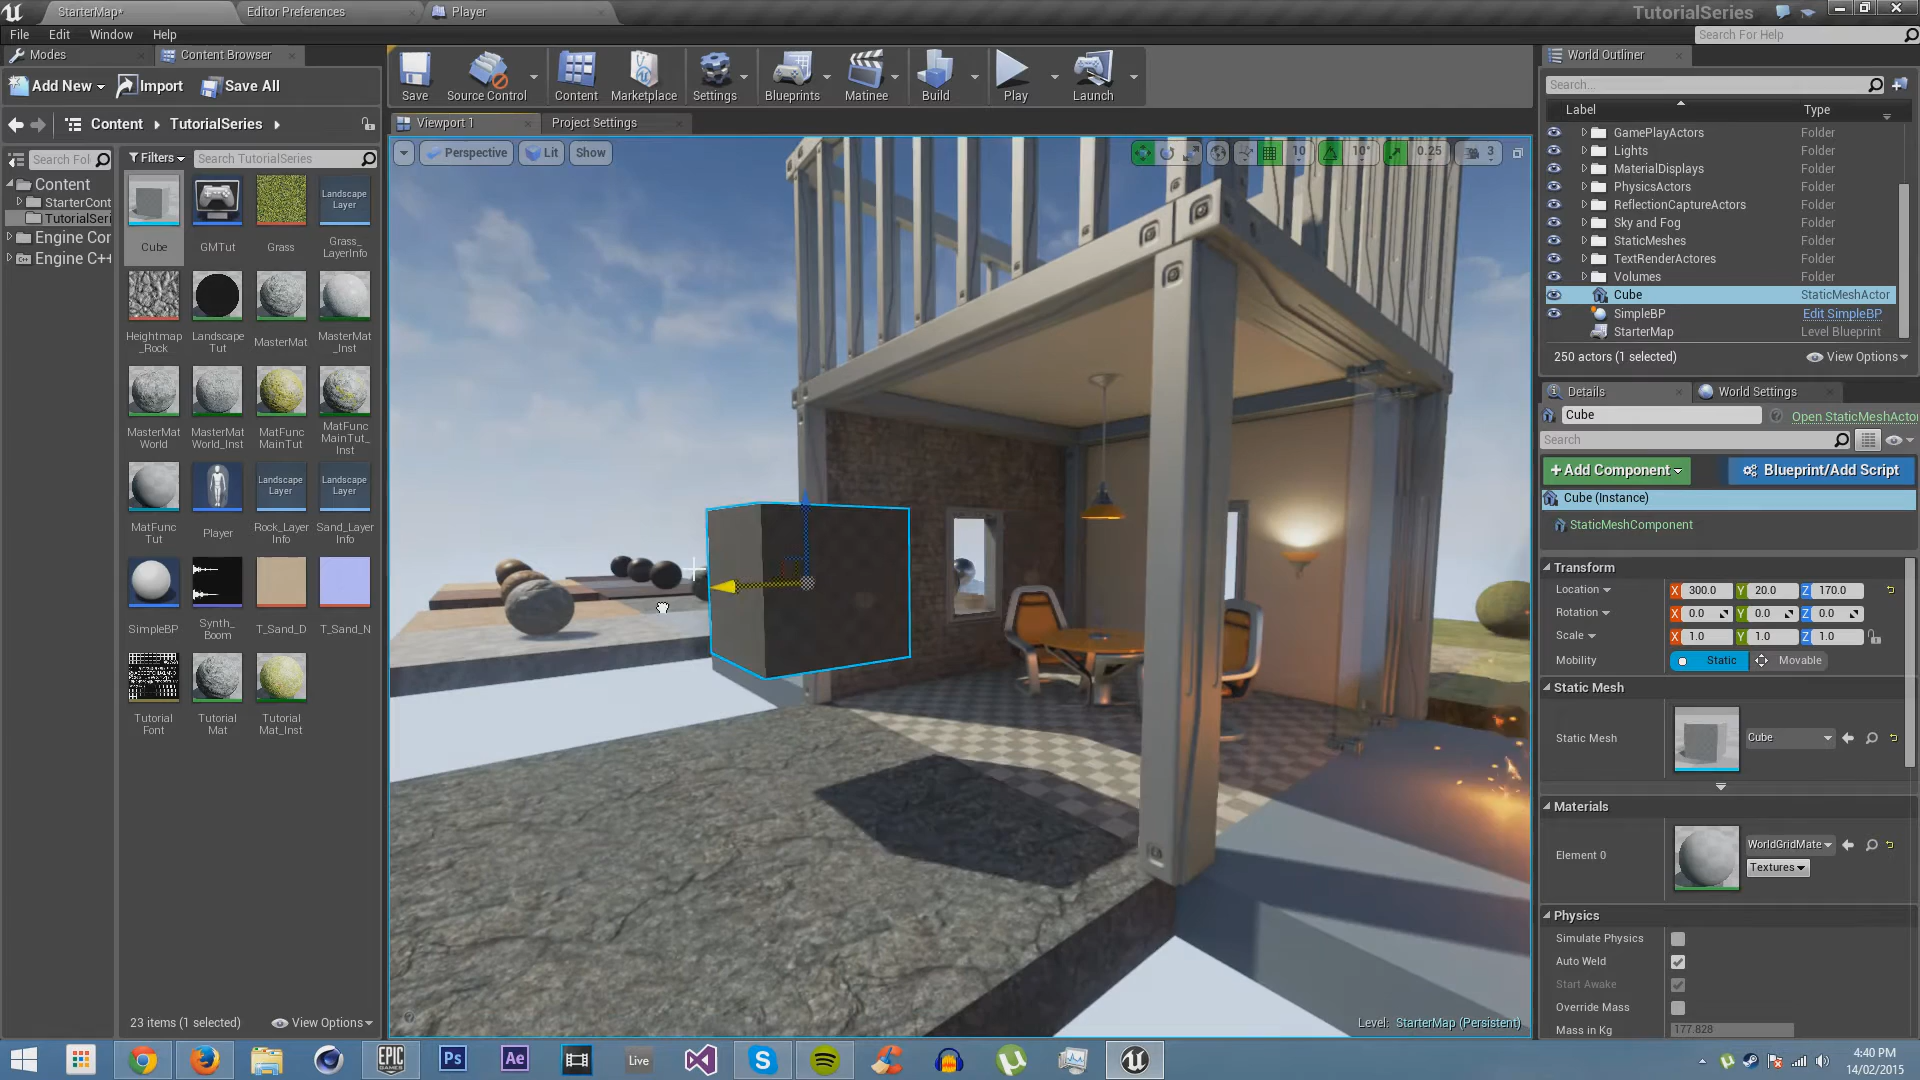 StarterMap*
Editor Preferences
Player
TutorialSeries
File
Edit
Window
Help
Search For Help
Modes
Content Browser
Add New
Import
Save All
Save
Source Control
Content
Marketplace
Settings
Blueprints
Matinee
Build
Play
Launch
Content
TutorialSeries
Viewport 1
Project Settings
Search Fol
Filters
Search TutorialSeries
Perspective
Lit
Show
10
10°
0.25
3
Content
StarterCont
TutorialSeri
Engine Con
Engine C++
Cube
GMTut
Grass
Landscape
Layer
Grass_
LayerInfo
Heightmap
_Rock
Landscape
Tut
MasterMat
MasterMat
_Inst
MasterMat
World
MasterMat
World_Inst
MatFunc
MainTut
MatFunc
MainTut_
Inst
MatFunc
Tut
Player
Landscape
Layer
Rock_Layer
Info
Landscape
Layer
Sand_Layer
Info
SimpleBP
Synth_
Boom
T_Sand_D
T_Sand_N
Tutorial
Font
Tutorial
Mat
Tutorial
Mat_Inst
23 items (1 selected)
View Options
Level: StarterMap (Persistent)
World Outliner
Search...
Label
Type
GamePlayActors
Folder
Lights
Folder
MaterialDisplays
Folder
PhysicsActors
Folder
ReflectionCaptureActors
Folder
Sky and Fog
Folder
StaticMeshes
Folder
TextRenderActores
Folder
Volumes
Folder
Cube
StaticMeshActor
SimpleBP
Edit SimpleBP
StarterMap
Level Blueprint
250 actors (1 selected)
View Options
Details
World Settings
Cube
Open StaticMeshActo
Search
+Add Component
Blueprint/Add Script
Cube (Instance)
StaticMeshComponent
Transform
Location
X 300.0
Y 20.0
Z 170.0
Rotation
X 0.0
Y 0.0
Z 0.0
Scale
X 1.0
Y 1.0
Z 1.0
Mobility
Static
Movable
Static Mesh
Static Mesh
Cube
Materials
Element 0
WorldGridMate
Textures
Physics
Simulate Physics
Auto Weld
Start Awake
Override Mass
Mass in Kg
177.828
EPIC
GAMES
Ps
Ae
Live
4:40 PM
14/02/2015